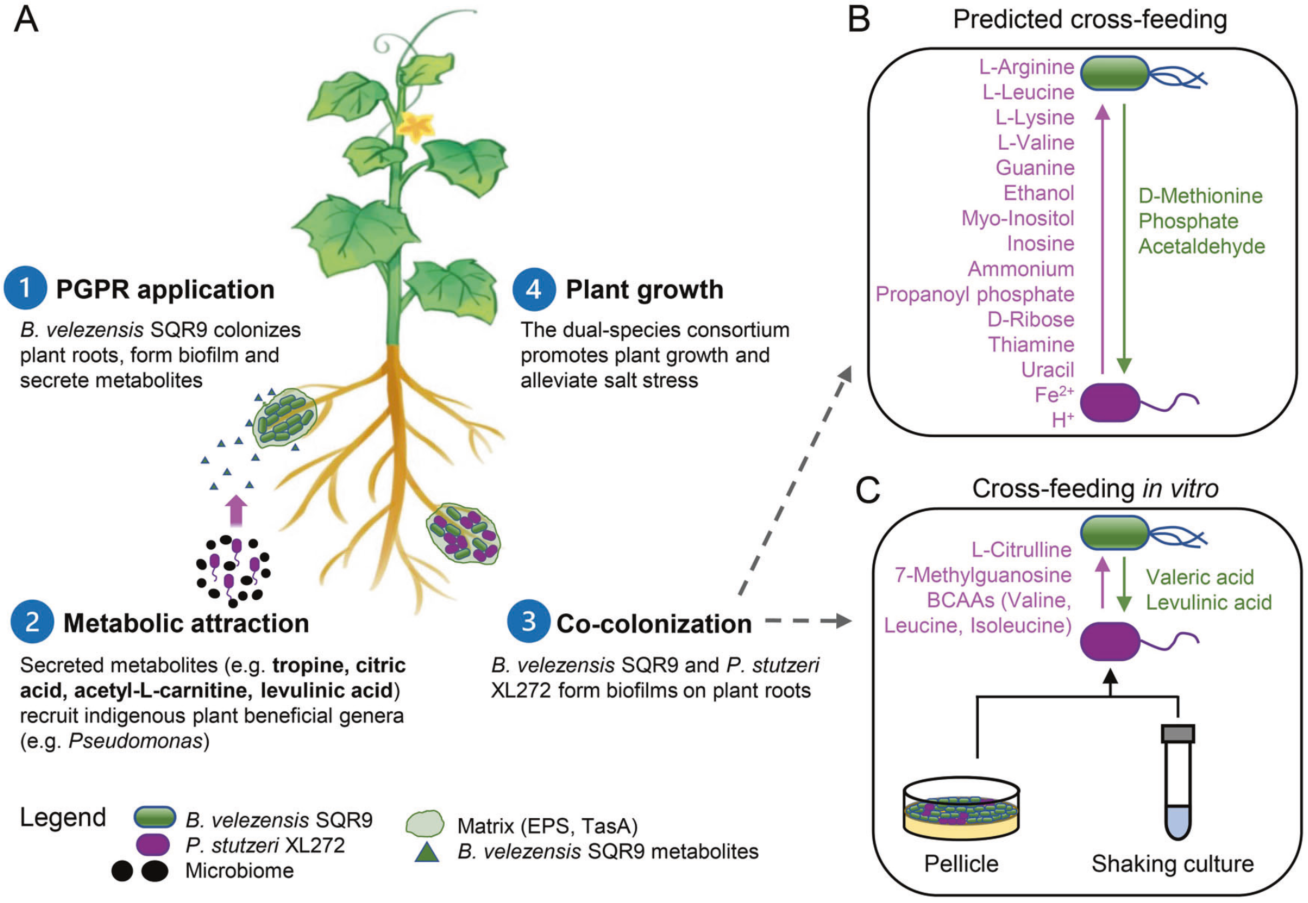 A
1 PGPR application
B. velezensis SQR9 colonizes
plant roots, form biofilm and
secrete metabolites
4 Plant growth
The dual-species consortium
promotes plant growth and
alleviate salt stress
2 Metabolic attraction
Secreted metabolites (e.g. tropine, citric
acid, acetyl-L-carnitine, levulinic acid)
recruit indigenous plant beneficial genera
(e.g. Pseudomonas)
3 Co-colonization
B. velezensis SQR9 and P. stutzeri
XL272 form biofilms on plant roots
Legend
B. velezensis SQR9
P. stutzeri XL272
Microbiome
Matrix (EPS, TasA)
B. velezensis SQR9 metabolites
B
Predicted cross-feeding
L-Arginine
L-Leucine
L-Lysine
L-Valine
Guanine
Ethanol
Myo-Inositol
Inosine
Ammonium
Propanoyl phosphate
D-Ribose
Thiamine
Uracil
Fe²⁺
H⁺
D-Methionine
Phosphate
Acetaldehyde
C
Cross-feeding in vitro
L-Citrulline
7-Methylguanosine
BCAAs (Valine,
Leucine, Isoleucine)
Valeric acid
Levulinic acid
Pellicle
Shaking culture